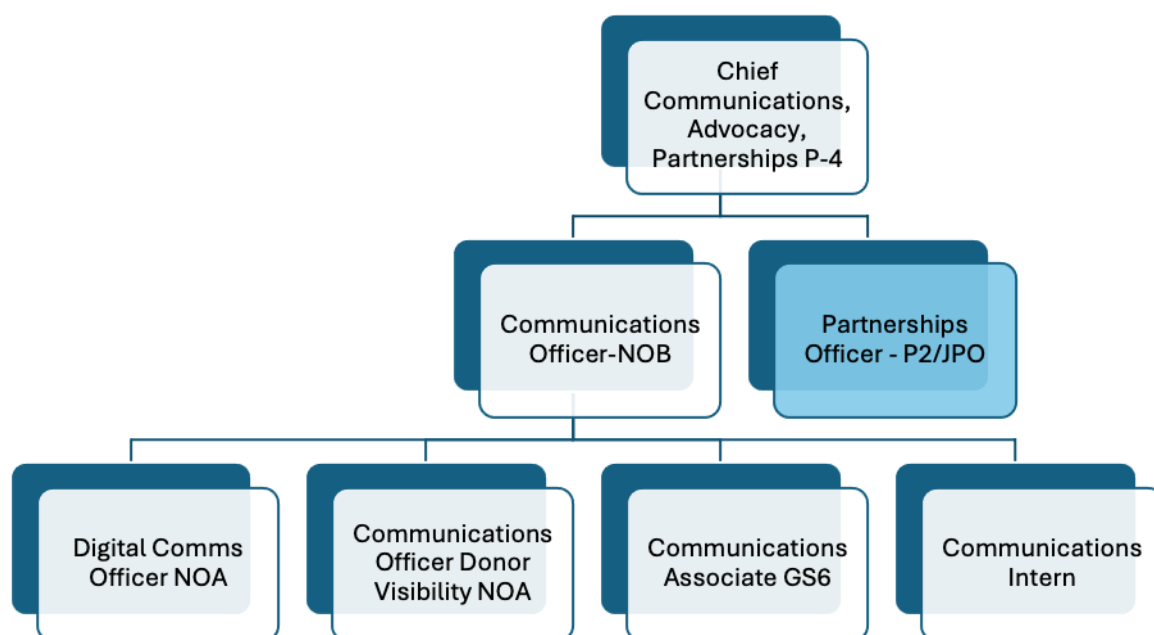 Chief
Communications,
Advocacy,
Partnerships P-4
Communications
Officer-NOB
Partnerships
Officer - P2/JPO
Digital Comms
Officer NOA
Communications
Officer Donor
Visibility NOA
Communications
Associate GS6
Communications
Intern